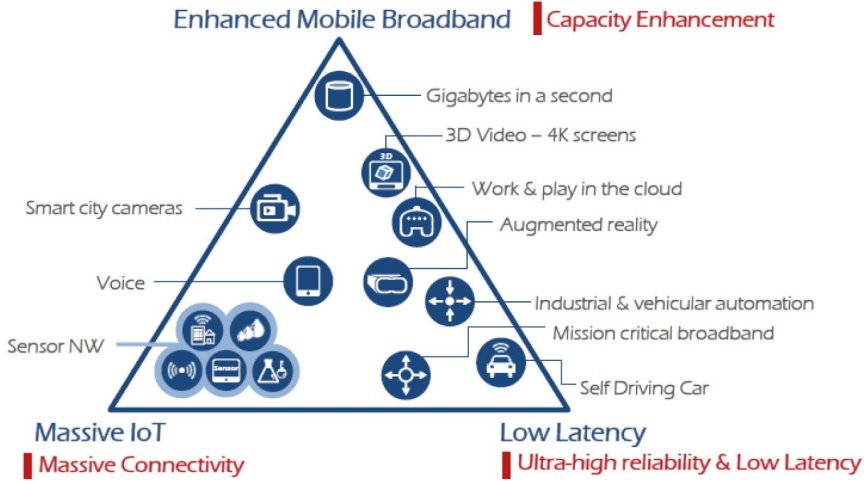 Enhanced Mobile Broadband
Capacity Enhancement
Gigabytes in a second
3D Video – 4K screens
3D
Work & play in the cloud
Smart city cameras
Augmented reality
Voice
Industrial & vehicular automation
Mission critical broadband
Sensor NW
Sensor
Self Driving Car
Massive IoT
Low Latency
Massive Connectivity
Ultra-high reliability & Low Latency